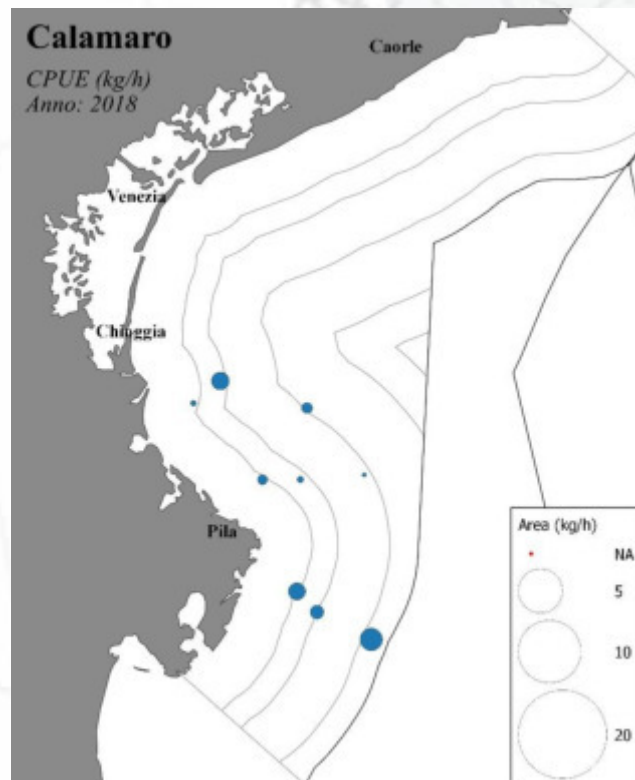 Calamaro
CPUE (kg/h)
Anno: 2018
Caorle
Venezia
Chioggia
Pila
Area (kg/h)
NA
5
10
20